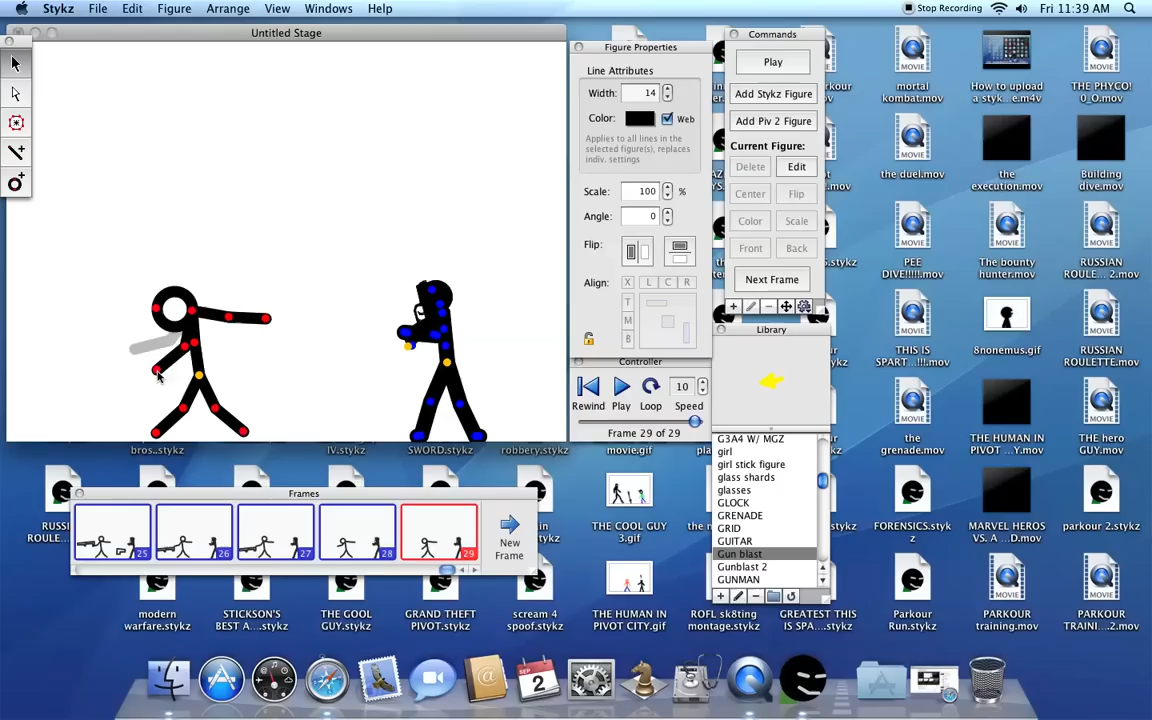 Stykz File Edit Figure Arrange View Windows Help
Stop Recording Fri 11:39 AM
Untitled Stage
Figure Properties
Line Attributes
Width: 14
Color: Web
Applies to all lines in the
selected figure(s), replaces
indiv. settings
Scale: 100 %
Angle: 0
Flip:
Align: X L C R
T
M
B
Controller
Rewind Play Loop 10 Speed
Frame 29 of 29
Commands
Play
Add Stykz Figure
Add Piv 2 Figure
Current Figure:
Delete Edit
Center Flip
Color Scale
Front Back
Next Frame
Library
G3A4 W/ MGZ
girl
girl stick figure
glass shards
glasses
GLOCK
GRENADE
GRID
GUITAR
Gun blast
Gunblast 2
GUNMAN
Frames
25 26 27 28 29
New
Frame
mortal
kombat.mov
How to upload
a styk...e.m4v
THE PHYCO!
0_O.mov
the duel.mov
the
execution.mov
Building
dive.mov
PEE
DIVE!!!!!.mov
The bounty
hunter.mov
RUSSIAN
ROULE... 2.mov
THIS IS
SPART...!!!.mov
8nonemus.gif
RUSSIAN
ROULETTE.mov
the
grenade.mov
THE HUMAN IN
PIVOT ...Y.mov
THE hero
GUY.mov
bros.stykz
IV.stykz
SWORD.stykz
robbery.stykz
movie.gif
THE COOL GUY
3.gif
FORENSICS.styk
z
MARVEL HEROS
VS. A ...mov
parkour 2.stykz
modern
warfare.stykz
STICKSON'S
BEST A...stykz
THE GOOL
GUY.stykz
GRAND THEFT
PIVOT.stykz
scream 4
spoof.stykz
THE HUMAN IN
PIVOT CITY.gif
ROFL sk8ting
montage.stykz
GREATEST THIS
IS SPA...stykz
Parkour
Run.stykz
PARKOUR
training.mov
PARKOUR
TRAINI...2.mov
SEP
2